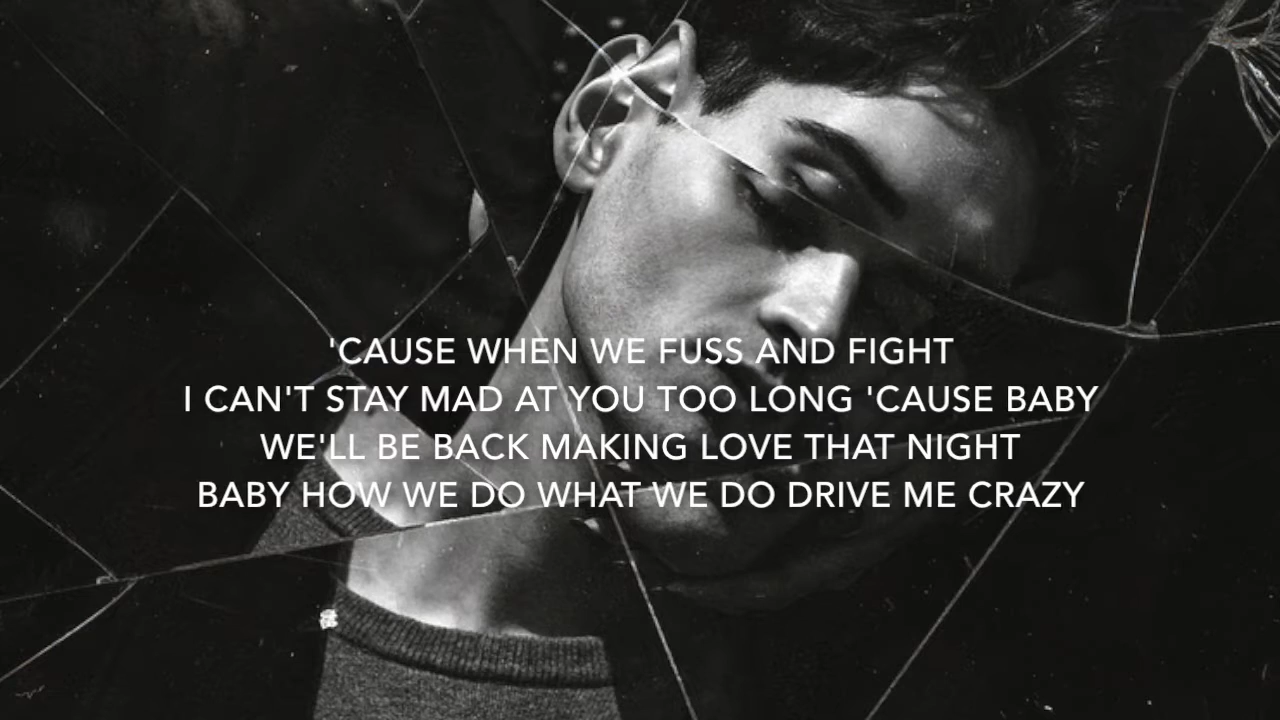 'CAUSE WHEN WE FUSS AND FIGHT
I CAN'T STAY MAD AT YOU TOO LONG 'CAUSE BABY
WE'LL BE BACK MAKING LOVE THAT NIGHT
BABY HOW WE DO WHAT WE DO DRIVE ME CRAZY